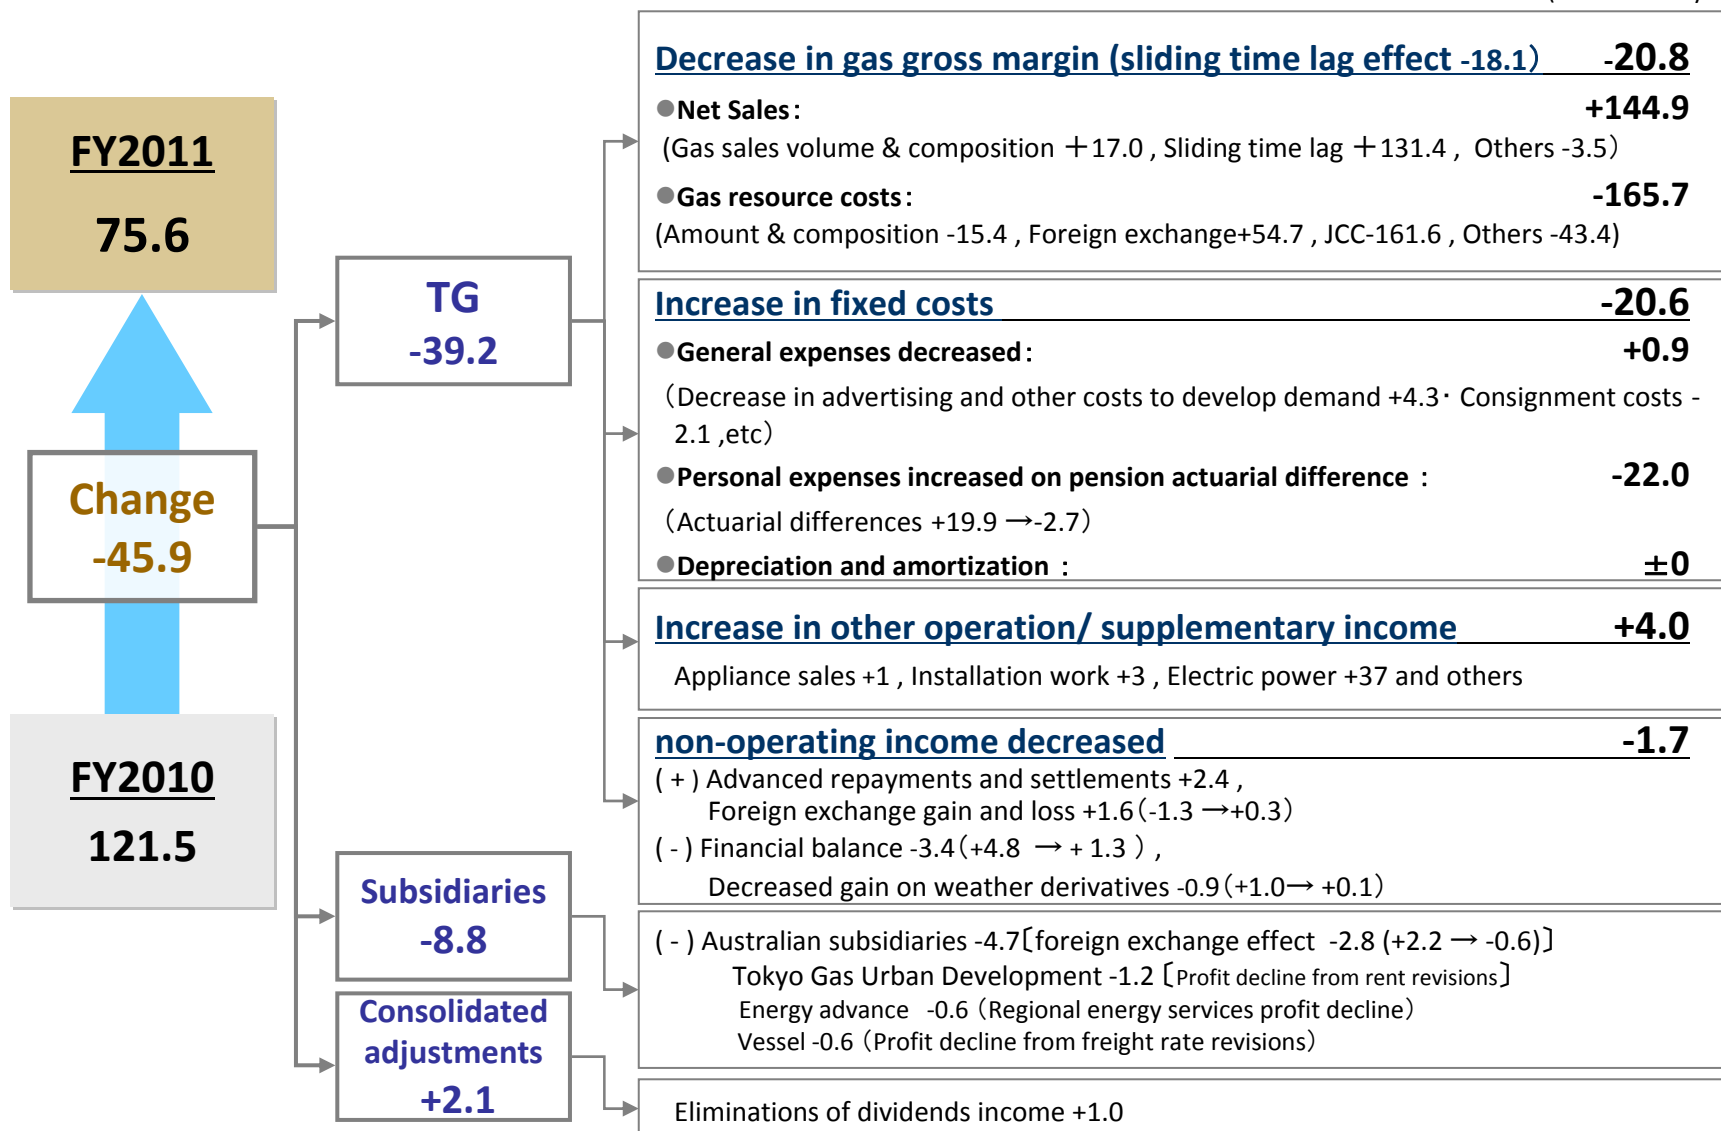 FY2011
75.6
Change
-45.9
FY2010
121.5
TG
-39.2
Subsidiaries
-8.8
Consolidated
adjustments
+2.1
Decrease in gas gross margin (sliding time lag effect -18.1） -20.8
●Net Sales： +144.9
(Gas sales volume & composition ＋17.0 , Sliding time lag ＋131.4 , Others -3.5）
●Gas resource costs： -165.7
(Amount & composition -15.4 , Foreign exchange+54.7 , JCC-161.6 , Others -43.4)
Increase in fixed costs -20.6
●General expenses decreased： +0.9
（Decrease in advertising and other costs to develop demand +4.3・ Consignment costs -
2.1 ,etc）
●Personal expenses increased on pension actuarial difference ： -22.0
（Actuarial differences +19.9 →-2.7）
●Depreciation and amortization ： ±0
Increase in other operation/ supplementary income +4.0
Appliance sales +1 , Installation work +3 , Electric power +37 and others
non-operating income decreased -1.7
( + ) Advanced repayments and settlements +2.4 ,
Foreign exchange gain and loss +1.6（-1.3 →+0.3）
( - ) Financial balance -3.4（+4.8 → + 1.3 ） ,
Decreased gain on weather derivatives -0.9（+1.0→ +0.1）
( - ) Australian subsidiaries -4.7〔foreign exchange effect -2.8 (+2.2 → -0.6)〕
Tokyo Gas Urban Development -1.2〔Profit decline from rent revisions〕
Energy advance -0.6（Regional energy services profit decline）
Vessel -0.6（Profit decline from freight rate revisions）
Eliminations of dividends income +1.0